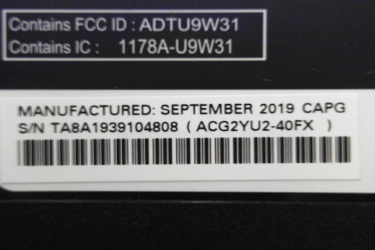 Contains FCC ID : ADTU9W31
Contains IC : 1178A-U9W31
MANUFACTURED: SEPTEMBER 2019 CAPG
S/N TA8A1939104808 ( ACG2YU2-40FX )